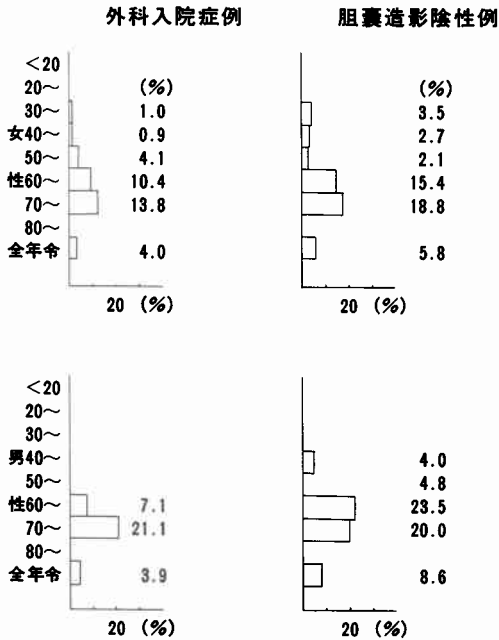 外科入院症例 胆嚢造影陰性例
<20
20～ (%) (%)
30～ 1.0 3.5
女40～ 0.9 2.7
50～ 4.1 2.1
性60～ 10.4 15.4
70～ 13.8 18.8
80～
全年令 4.0 5.8
20 (%) 20 (%)
<20
20～
30～
男40～ 4.0
50～ 4.8
性60～ 7.1 23.5
70～ 21.1 20.0
80～
全年令 3.9 8.6
20 (%) 20 (%)